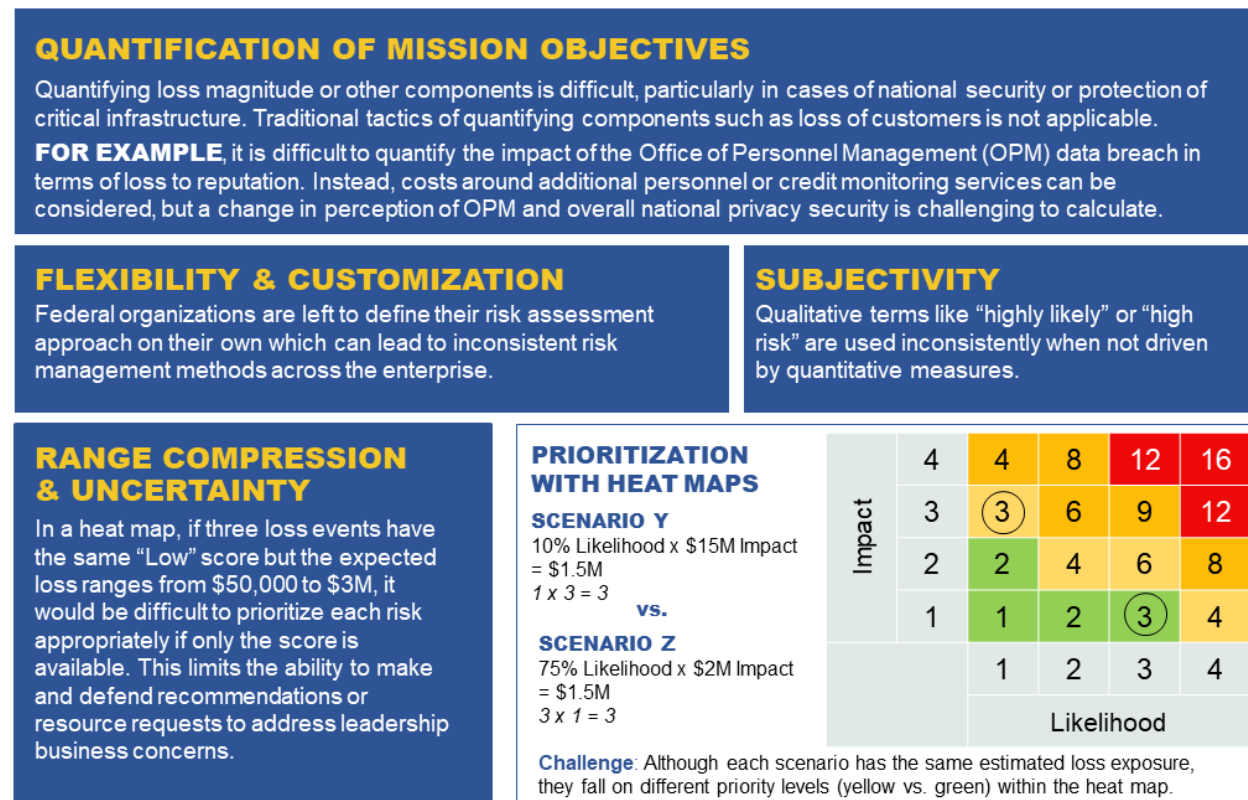 QUANTIFICATION OF MISSION OBJECTIVES
Quantifying loss magnitude or other components is difficult, particularly in cases of national security or protection of
critical infrastructure. Traditional tactics of quantifying components such as loss of customers is not applicable.
FOR EXAMPLE, it is difficult to quantify the impact of the Office of Personnel Management (OPM) data breach in
terms of loss to reputation. Instead, costs around additional personnel or credit monitoring services can be
considered, but a change in perception of OPM and overall national privacy security is challenging to calculate.
FLEXIBILITY & CUSTOMIZATION
Federal organizations are left to define their risk assessment
approach on their own which can lead to inconsistent risk
management methods across the enterprise.
SUBJECTIVITY
Qualitative terms like “highly likely” or “high
risk” are used inconsistently when not driven
by quantitative measures.
RANGE COMPRESSION
& UNCERTAINTY
In a heat map, if three loss events have
the same “Low” score but the expected
loss ranges from $50,000 to $3M, it
would be difficult to prioritize each risk
appropriately if only the score is
available. This limits the ability to make
and defend recommendations or
resource requests to address leadership
business concerns.
PRIORITIZATION
WITH HEAT MAPS
SCENARIO Y
10% Likelihood x $15M Impact
= $1.5M
1 x 3 = 3
vs.
SCENARIO Z
75% Likelihood x $2M Impact
= $1.5M
3 x 1 = 3
Impact
4 4 8 12 16
3 3 6 9 12
2 2 4 6 8
1 1 2 3 4
1 2 3 4
Likelihood
Challenge: Although each scenario has the same estimated loss exposure,
they fall on different priority levels (yellow vs. green) within the heat map.